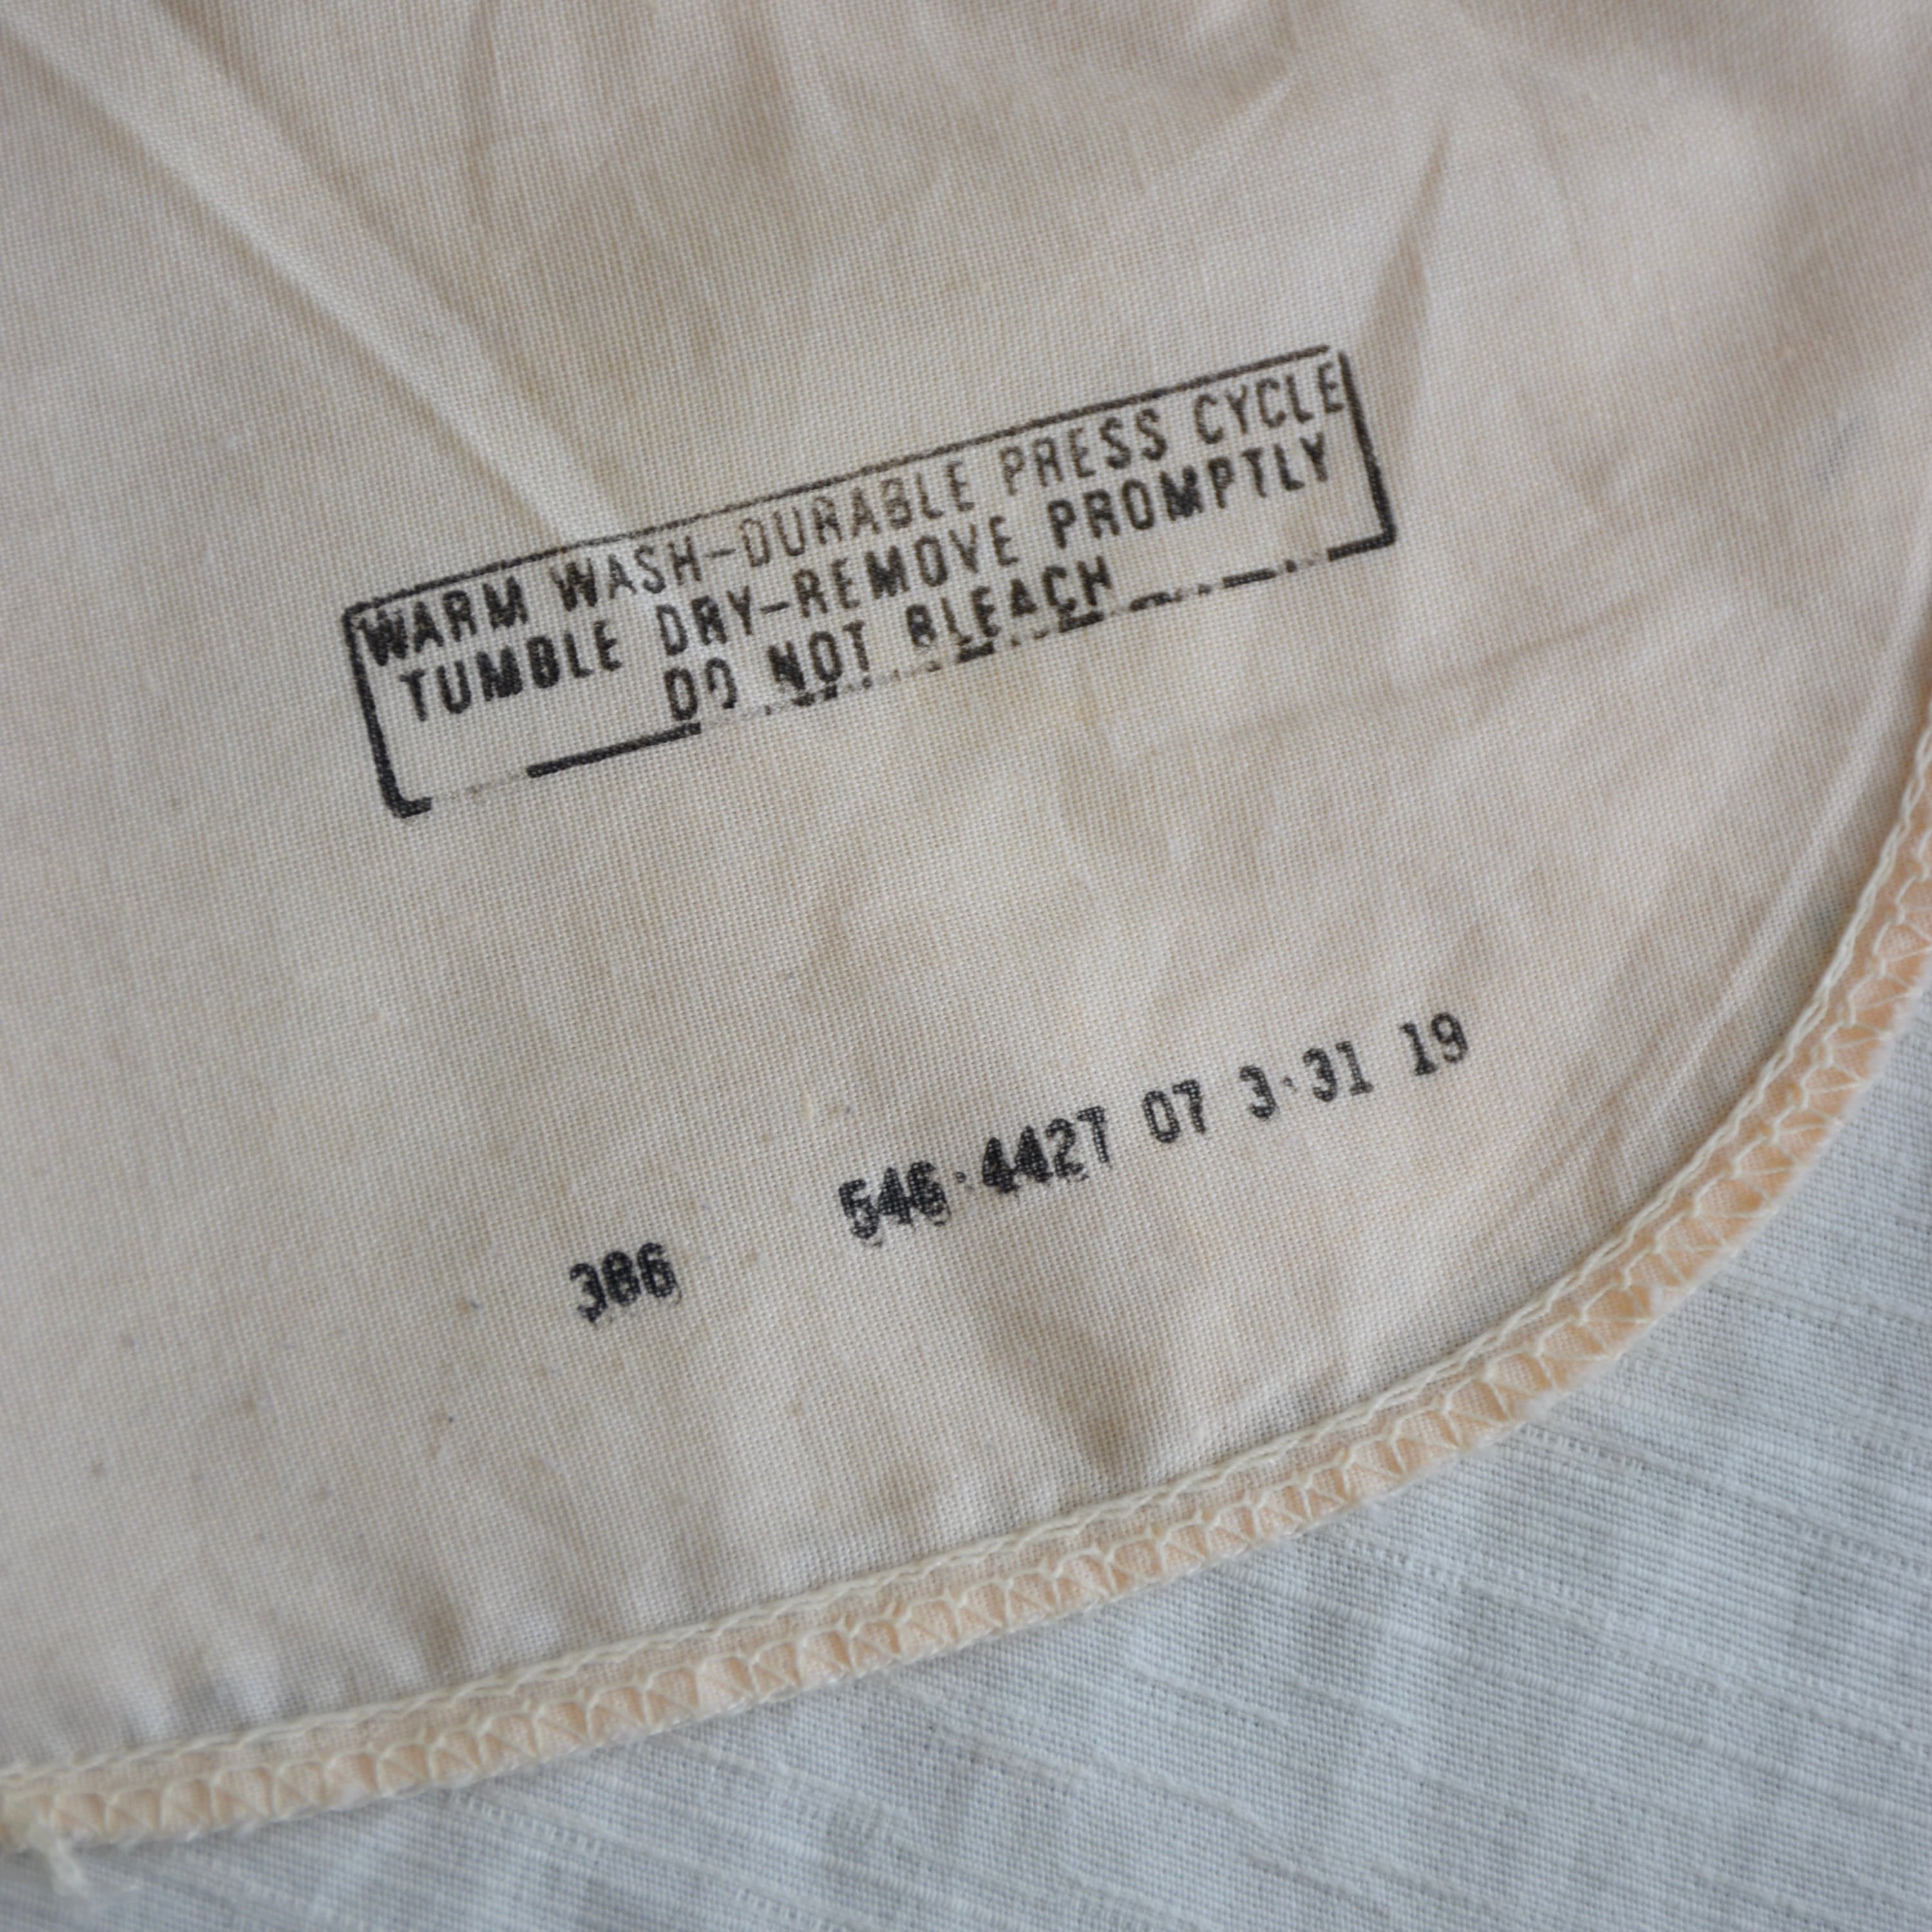 WARM WASH-DURABLE PRESS CYCLE
TUMBLE DRY-REMOVE PROMPTLY
DO NOT BLEACH
546·4427 07 3·31 19
386